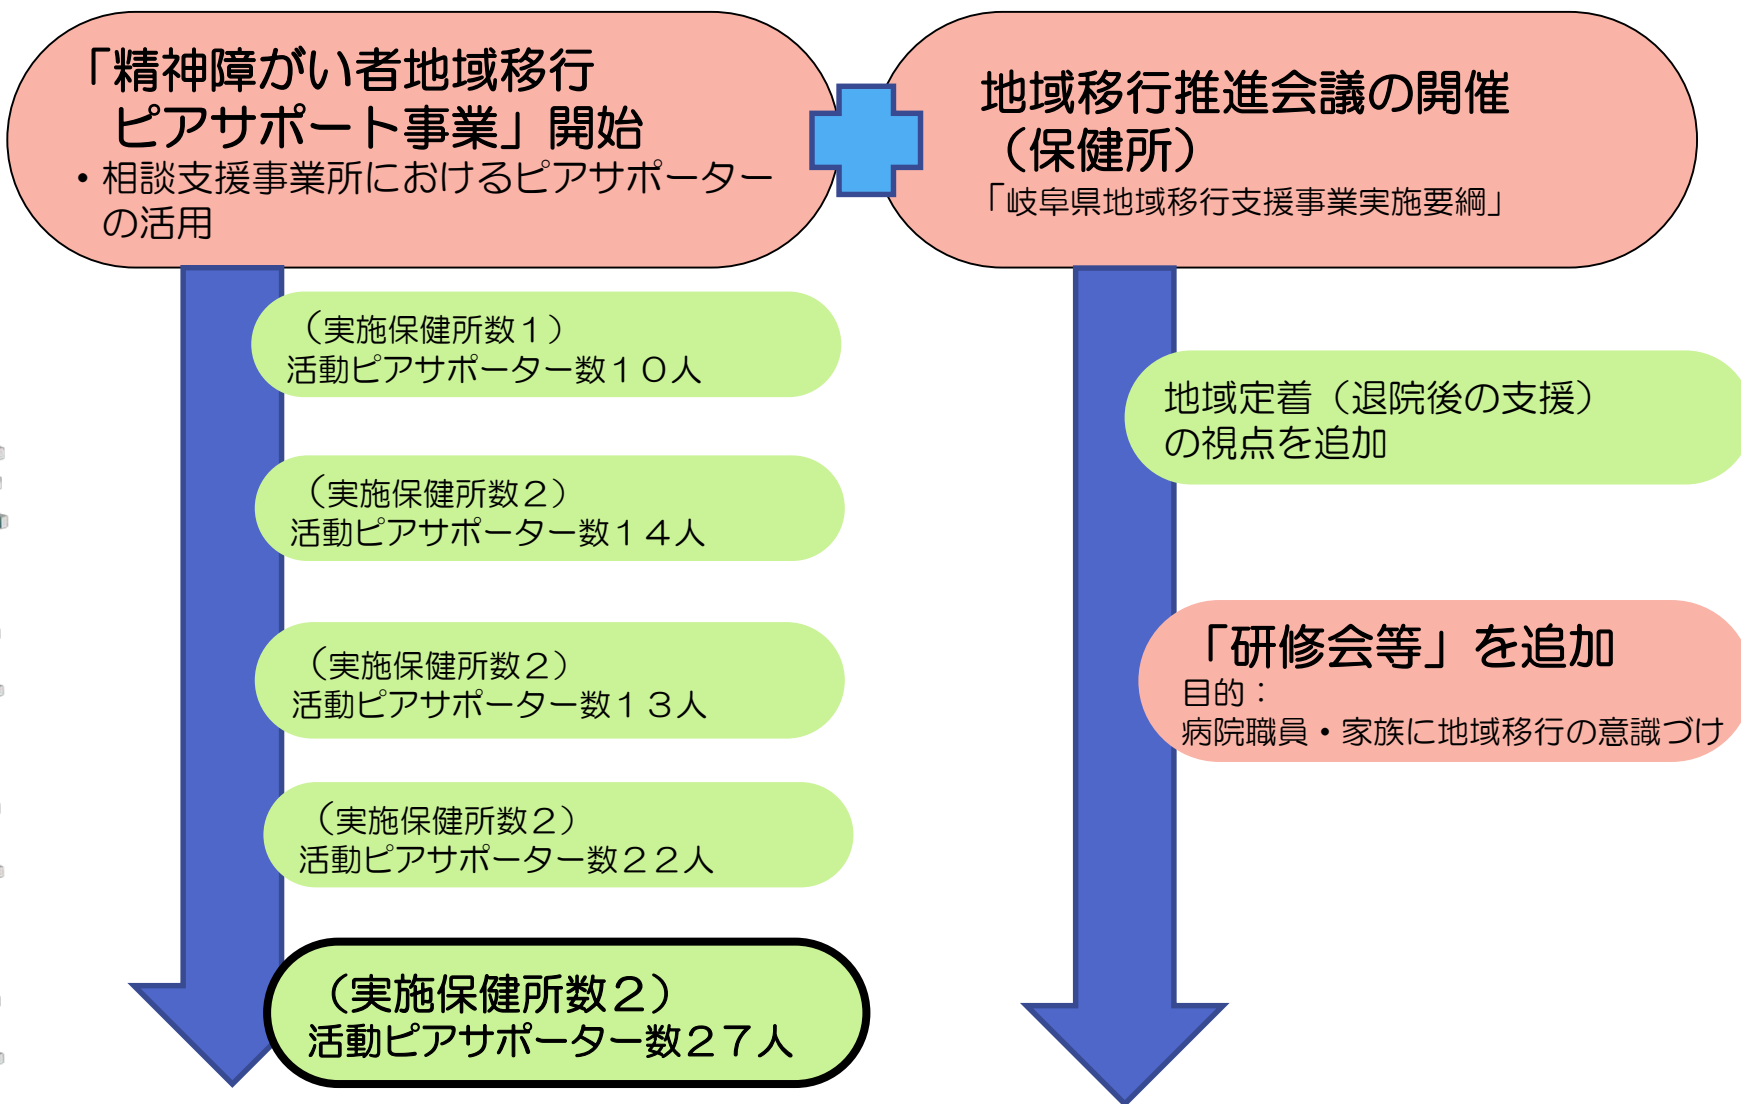 「精神障がい者地域移行
ピアサポート事業」開始
・相談支援事業所におけるピアサポーター
の活用
地域移行推進会議の開催
（保健所）
「岐阜県地域移行支援事業実施要綱」
（実施保健所数１）
活動ピアサポーター数１０人
（実施保健所数２）
活動ピアサポーター数１４人
（実施保健所数２）
活動ピアサポーター数１３人
（実施保健所数２）
活動ピアサポーター数２２人
（実施保健所数２）
活動ピアサポーター数２７人
地域定着（退院後の支援）
の視点を追加
「研修会等」を追加
目的：
病院職員・家族に地域移行の意識づけ